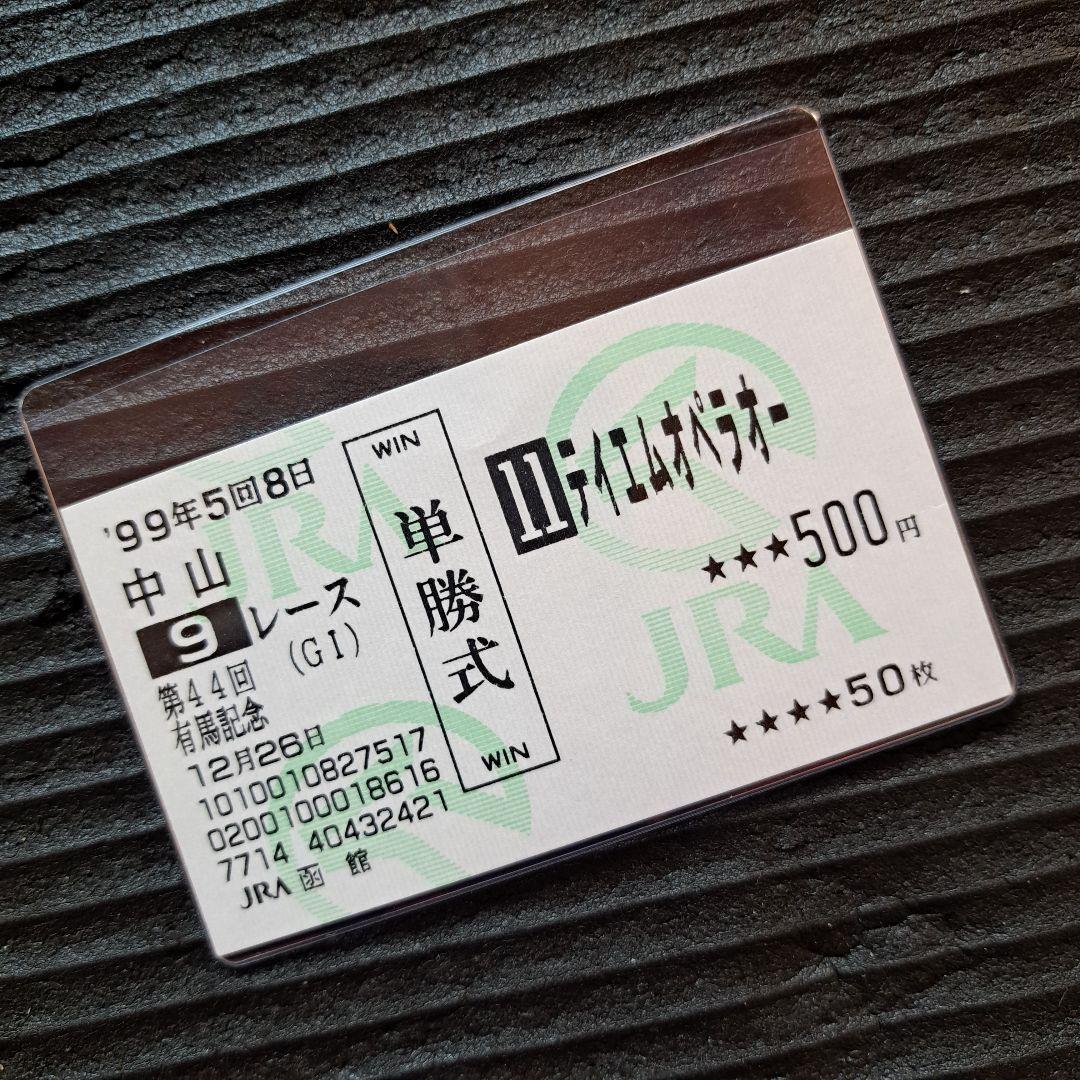 '99年5回8日
中山
9レース
(GI)
第44回
有馬記念
12月26日
1010010827517
0200100018616
7714 40432421
JRA 函館
WIN
単勝式
WIN
11テイエムオペラオー
★★★500円
★★★★50枚
JRA
JRA